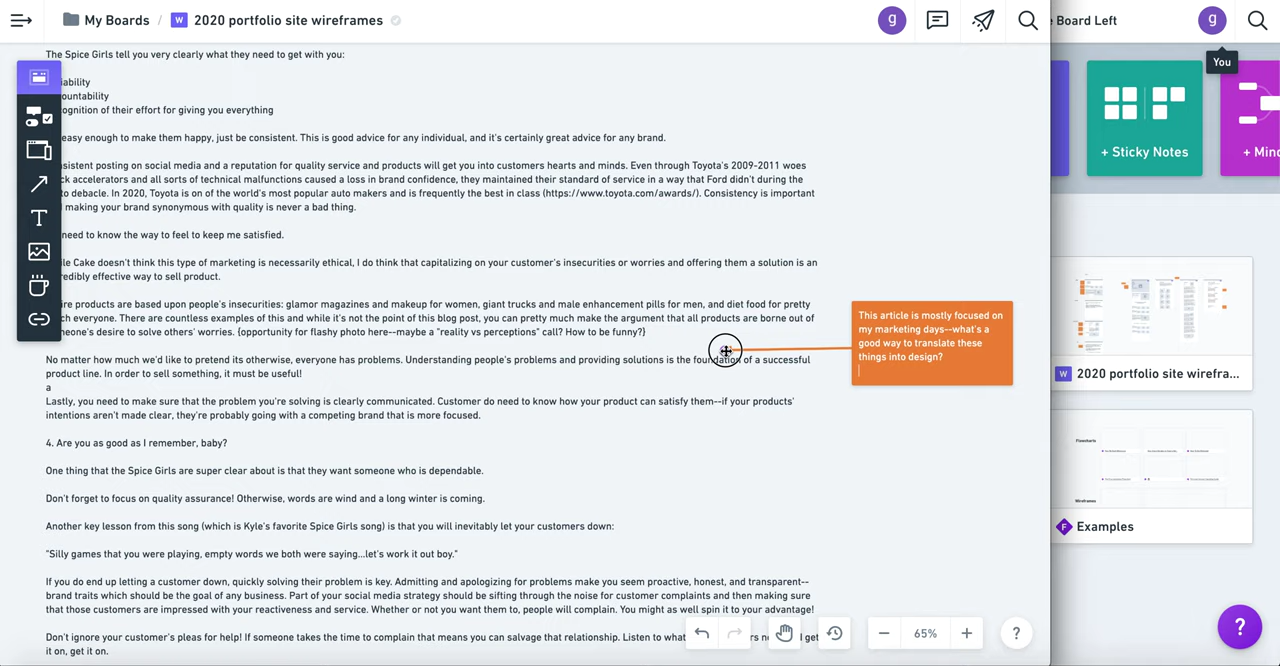 My Boards / W 2020 portfolio site wireframes
g
Board Left
g
You
The Spice Girls tell you very clearly what they need to get with you:
iability
ountability
ognition of their effort for giving you everything
easy enough to make them happy, just be consistent. This is good advice for any individual, and it's certainly great advice for any brand.
nsistent posting on social media and a reputation for quality service and products will get you into customers hearts and minds. Even through Toyota's 2009-2011 woes
ck accelerators and all sorts of technical malfunctions caused a loss in brand confidence, they maintained their standard of service in a way that Ford didn't during the
to debacle. In 2020, Toyota is on of the world's most popular auto makers and is frequently the best in class (https://www.toyota.com/awards/). Consistency is important
making your brand synonymous with quality is never a bad thing.
need to know the way to feel to keep me satisfied.
le Cake doesn't think this type of marketing is necessarily ethical, I do think that capitalizing on your customer's insecurities or worries and offering them a solution is an
redibly effective way to sell product.
ire products are based upon people's insecurities: glamor magazines and makeup for women, giant trucks and male enhancement pills for men, and diet food for pretty
ch everyone. There are countless examples of this and while it's not the point of this blog post, you can pretty much make the argument that all products are borne out of
meone's desire to solve others' worries. {opportunity for flashy photo here--maybe a "reality vs perceptions" call? How to be funny?}
No matter how much we'd like to pretend its otherwise, everyone has problems. Understanding people's problems and providing solutions is the foundation of a successful
product line. In order to sell something, it must be useful!
a
Lastly, you need to make sure that the problem you're solving is clearly communicated. Customer do need to know how your product can satisfy them--if your products'
intentions aren't made clear, they're probably going with a competing brand that is more focused.
4. Are you as good as I remember, baby?
One thing that the Spice Girls are super clear about is that they want someone who is dependable.
Don't forget to focus on quality assurance! Otherwise, words are wind and a long winter is coming.
Another key lesson from this song (which is Kyle's favorite Spice Girls song) is that you will inevitably let your customers down:
"Silly games that you were playing, empty words we both were saying...let's work it out boy."
If you do end up letting a customer down, quickly solving their problem is key. Admitting and apologizing for problems make you seem proactive, honest, and transparent--
brand traits which should be the goal of any business. Part of your social media strategy should be sifting through the noise for customer complaints and then making sure
that those customers are impressed with your reactiveness and service. Whether or not you want them to, people will complain. You might as well spin it to your advantage!
Don't ignore your customer's pleas for help! If someone takes the time to complain that means you can salvage that relationship. Listen to what
it on, get it on.
This article is mostly focused on
my marketing days--what's a
good way to translate these
things into design?
65%
?
+ Sticky Notes
+ Mind
W 2020 portfolio site wirefra...
Flowcharts
Wireframes
F Examples
?